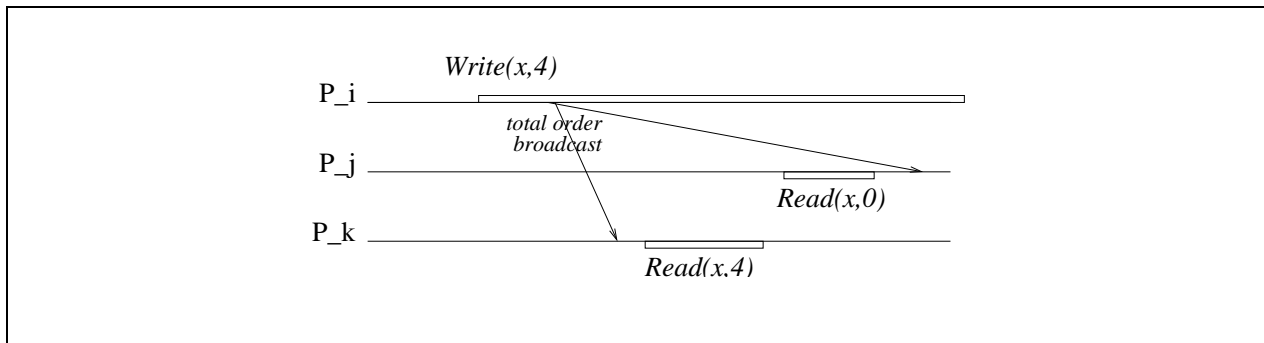 Write(x,4)
P_i
total order
broadcast
P_j
Read(x,0)
P_k
Read(x,4)